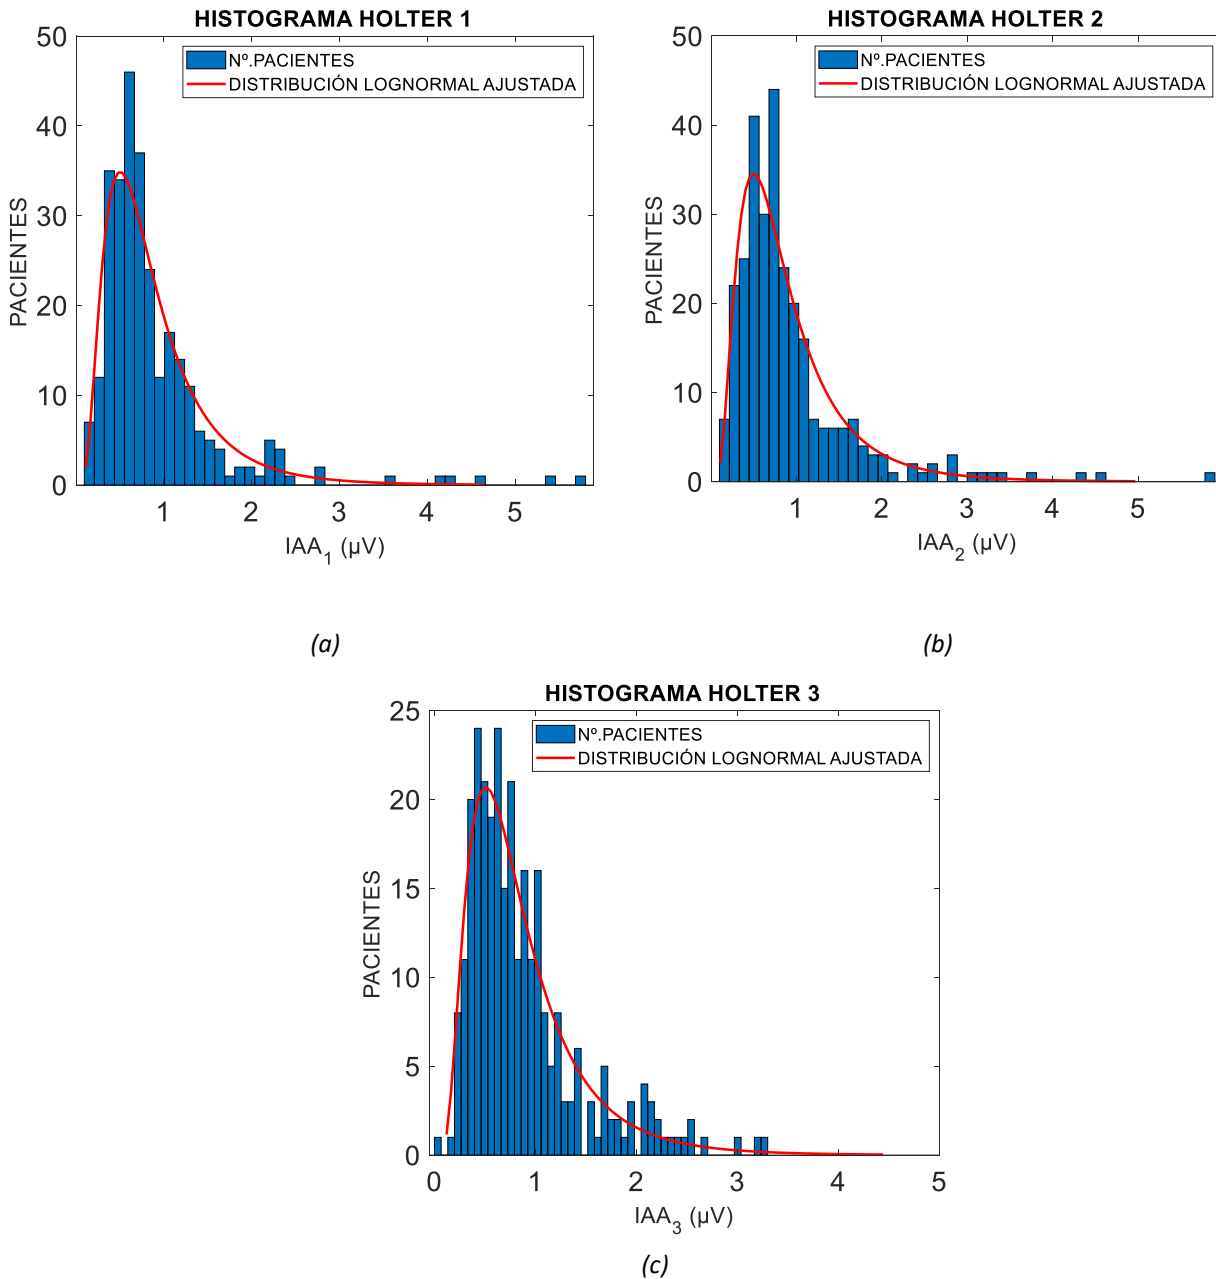 HISTOGRAMA HOLTER 1
50
40
30
20
10
0
PACIENTES
Nº.PACIENTES
DISTRIBUCIÓN LOGNORMAL AJUSTADA
1 2 3 4 5
IAA1 (µV)
(a)
HISTOGRAMA HOLTER 2
50
40
30
20
10
0
PACIENTES
Nº.PACIENTES
DISTRIBUCIÓN LOGNORMAL AJUSTADA
1 2 3 4 5
IAA2 (µV)
(b)
HISTOGRAMA HOLTER 3
25
20
15
10
5
0
PACIENTES
Nº.PACIENTES
DISTRIBUCIÓN LOGNORMAL AJUSTADA
0 1 2 3 4 5
IAA3 (µV)
(c)